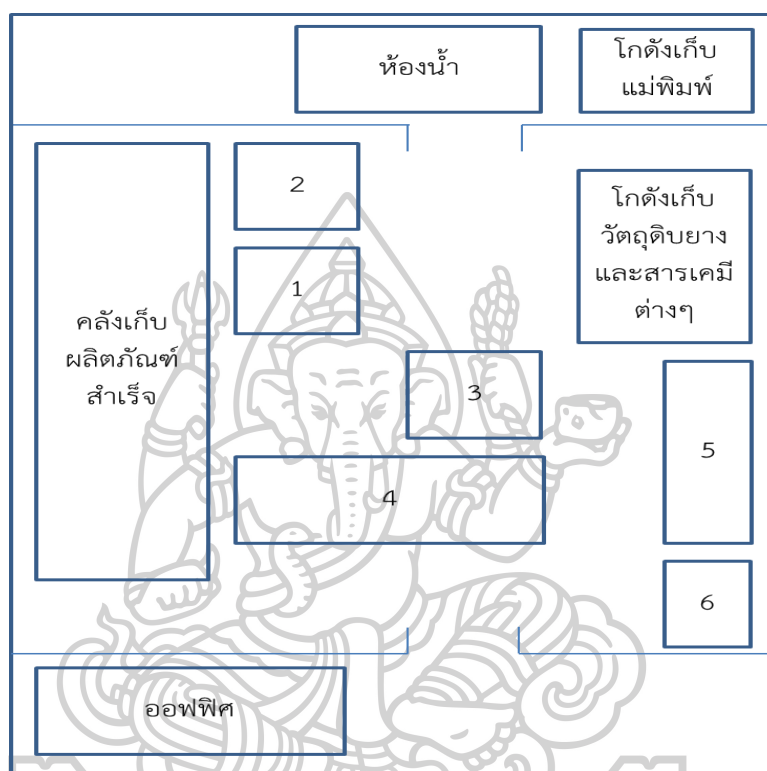 ห้องน้ำ
โกดังเก็บ
แม่พิมพ์
2
โกดังเก็บ
วัตถุดิบยาง
และสารเคมี
ต่างๆ
1
คลังเก็บ
ผลิตภัณฑ์
สำเร็จ
3
4
5
6
ออฟฟิศ